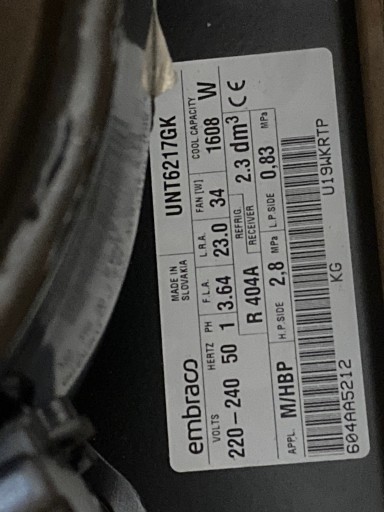 embraco MADE IN SLOVAKIA UNT6217GK
VOLTS HERTZ PH F.L.A. L.R.A. FAN [W] COOL.CAPACITY
220-240 50 1 3.64 23.0 34 1608 W
REFRIG. R 404A RECEIVER 2.3 dm³ CE
APPL. M/HBP H.P.SIDE 2,8 MPa L.P.SIDE 0,83 MPa
604AA5212 KG U19WKRTP